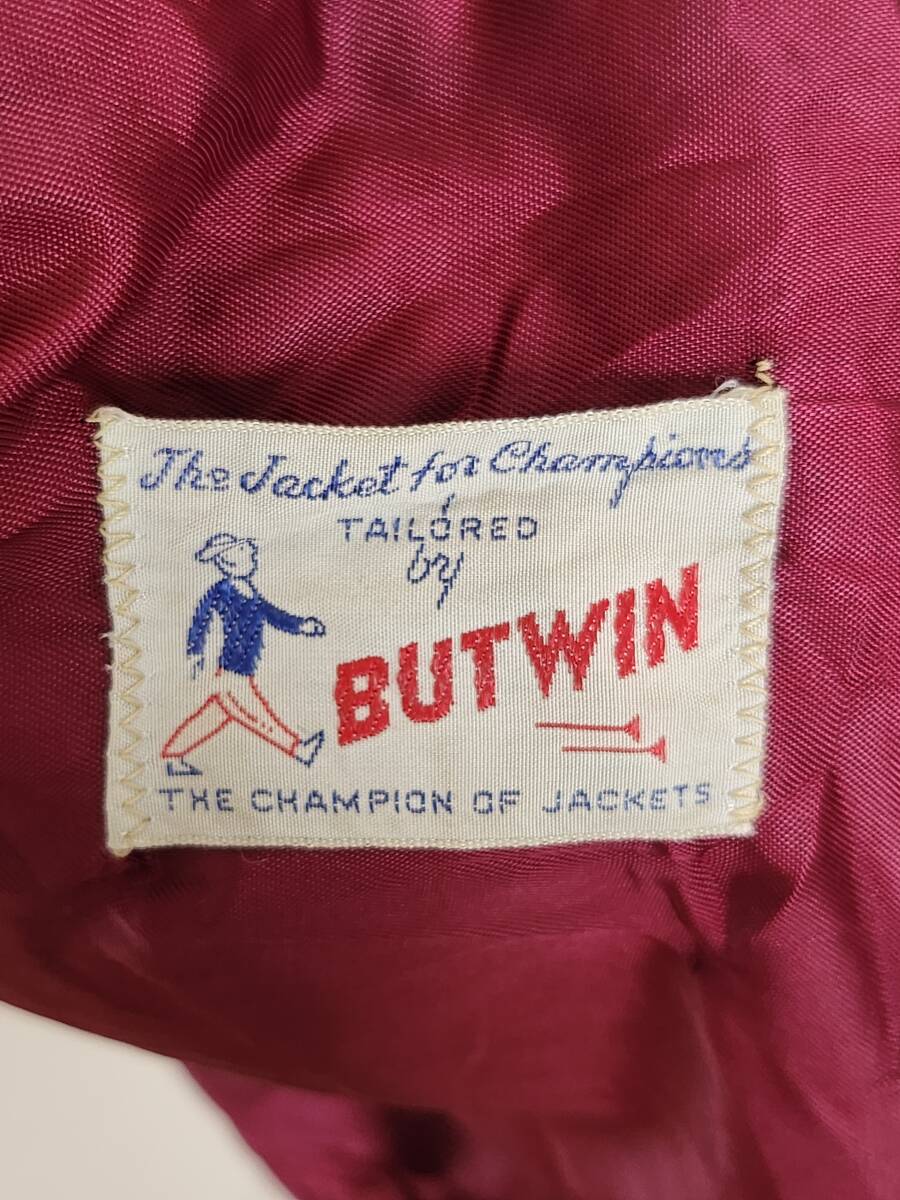 The Jacket for Champions
TAILORED
by
BUTWIN
THE CHAMPION OF JACKETS